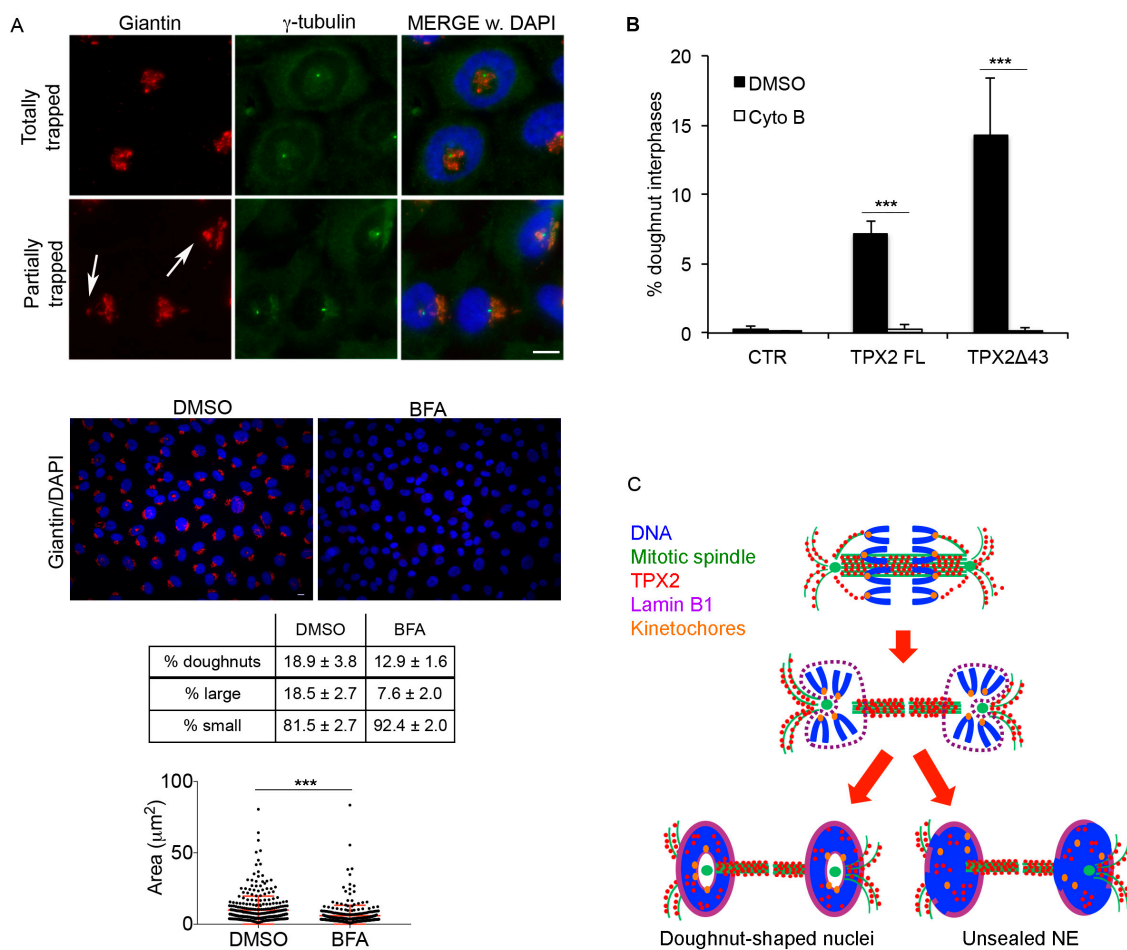 A
Giantin
γ-tubulin
MERGE w. DAPI
Totally
trapped
Partially
trapped
DMSO
BFA
Giantin/DAPI
DMSO
BFA
% doughnuts
18.9 ± 3.8
12.9 ± 1.6
% large
18.5 ± 2.7
7.6 ± 2.0
% small
81.5 ± 2.7
92.4 ± 2.0
Area (μm²)
100
50
0
***
DMSO
BFA
B
% doughnut interphases
20
15
10
5
0
DMSO
Cyto B
***
***
CTR
TPX2 FL
TPX2Δ43
C
DNA
Mitotic spindle
TPX2
Lamin B1
Kinetochores
Doughnut-shaped nuclei
Unsealed NE